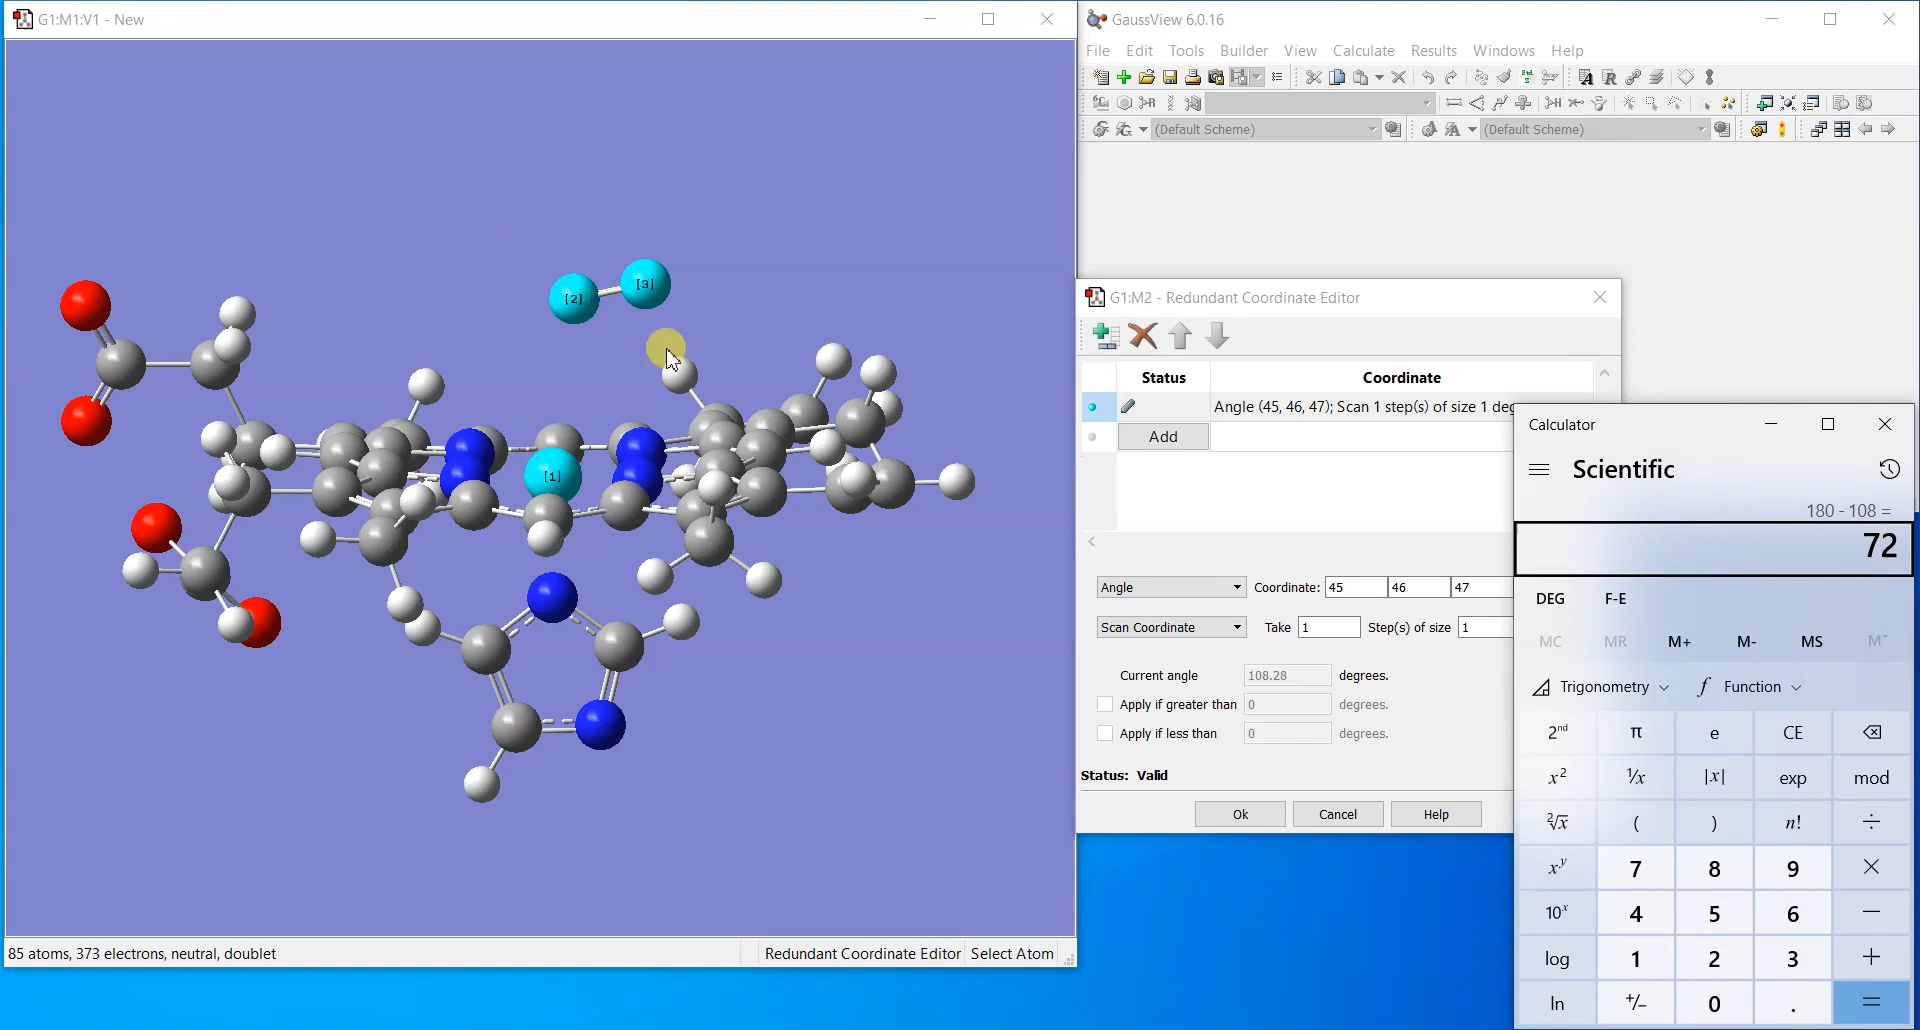 G1:M1:V1 - New
[2]
[3]
[1]
85 atoms, 373 electrons, neutral, doublet
Redundant Coordinate Editor
Select Atom
GaussView 6.0.16
File Edit Tools Builder View Calculate Results Windows Help
(Default Scheme)
(Default Scheme)
G1:M2 - Redundant Coordinate Editor
Status
Coordinate
Angle (45, 46, 47); Scan 1 step(s) of size 1 deg
Add
Angle
Coordinate: 45 46 47
Scan Coordinate
Take 1 Step(s) of size 1
Current angle 108.28 degrees.
Apply if greater than 0 degrees.
Apply if less than 0 degrees.
Status: Valid
Ok Cancel Help
Calculator
Scientific
180 - 108 =
72
DEG F-E
MC MR M+ M- MS M˅
Trigonometry f Function
2ⁿᵈ π e CE
x² ¹/x |x| exp mod
²√x ( ) n! ÷
xʸ 7 8 9 ×
10ˣ 4 5 6 −
log 1 2 3 +
ln +/− 0 . =